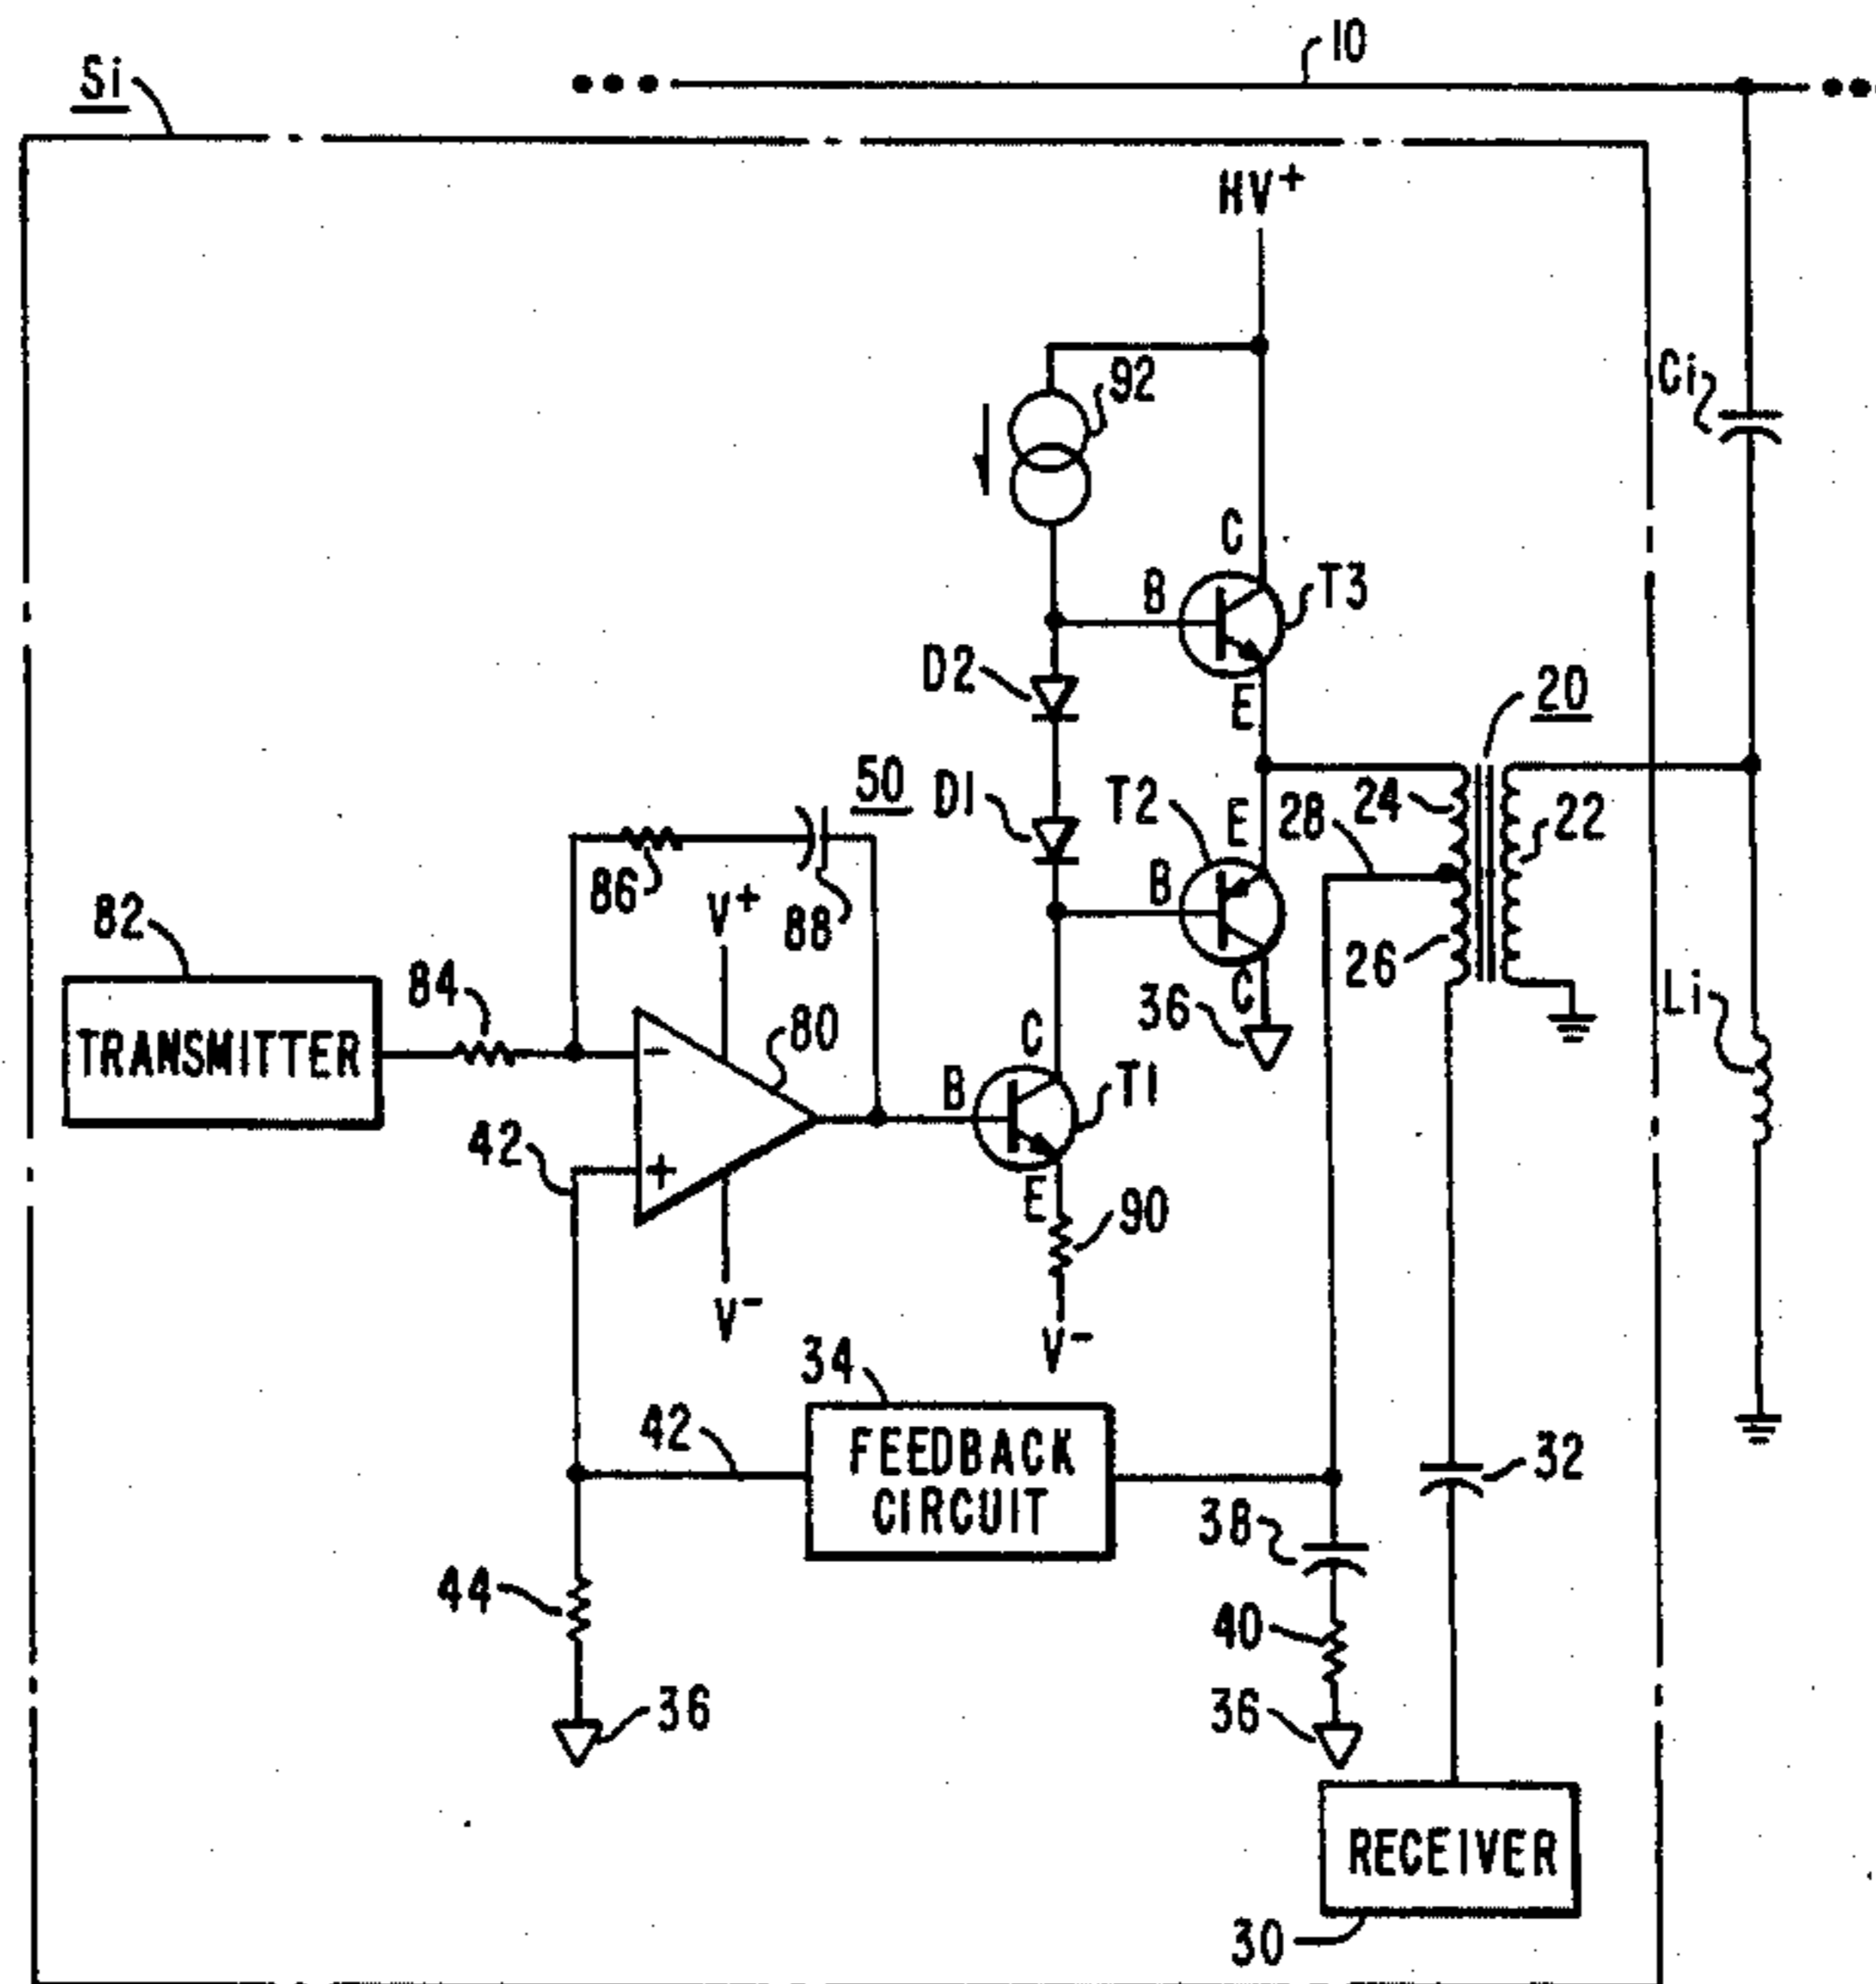 10
Si
HV+
92
Ci
C
B
T3
D2
E
20
50
D1
T2
E
28
24
22
86
V+
88
B
26
82
84
36
C
Li
TRANSMITTER
-
80
C
B
T1
42
+
E
90
V-
V-
34
42
FEEDBACK
CIRCUIT
32
38
44
40
36
36
RECEIVER
30